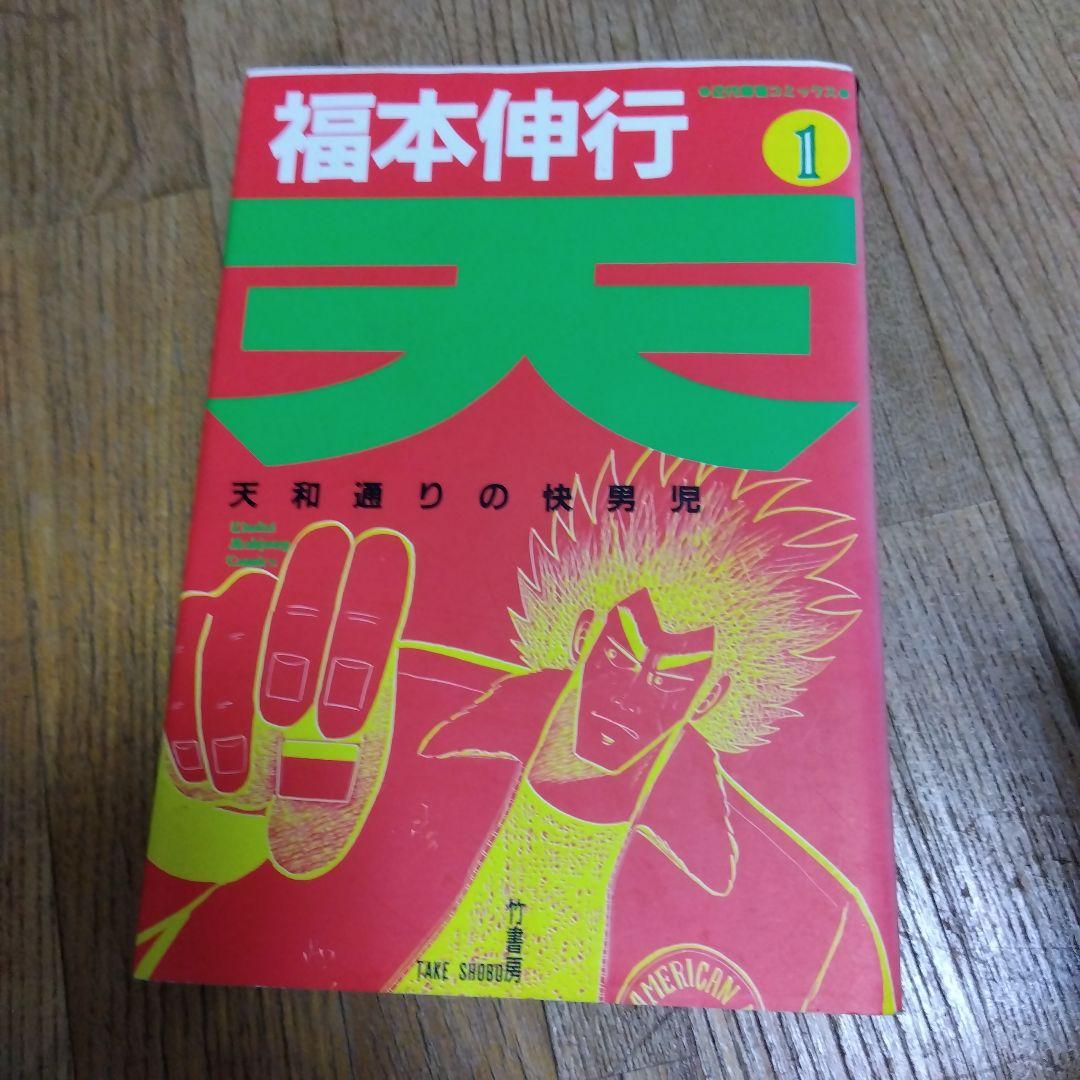 福本伸行
近代麻雀コミックス
1
天
天和通りの快男児
Kindai
Mahjong
Comics
竹書房
TAKE SHOBO
AMERICAN